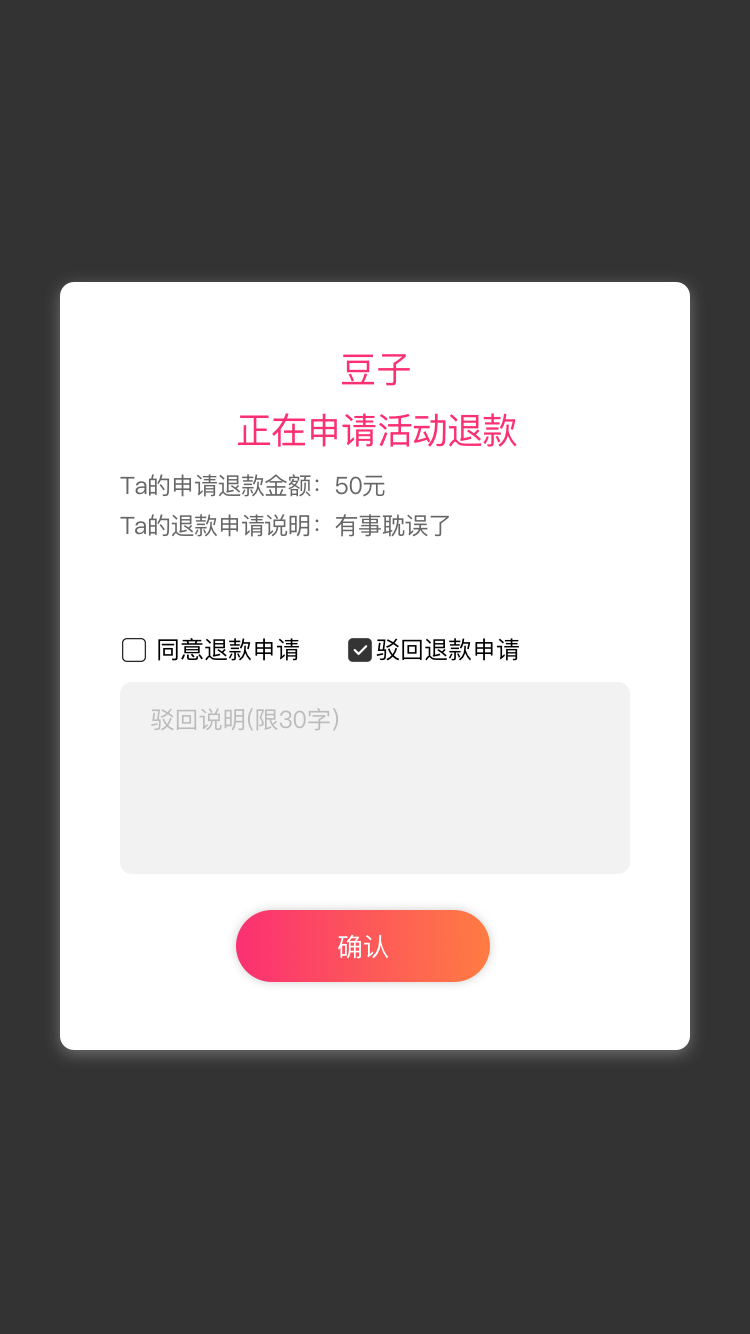 豆子
正在申请活动退款
Ta的申请退款金额：50元
Ta的退款申请说明：有事耽误了
同意退款申请 驳回退款申请
驳回说明(限30字)
确认